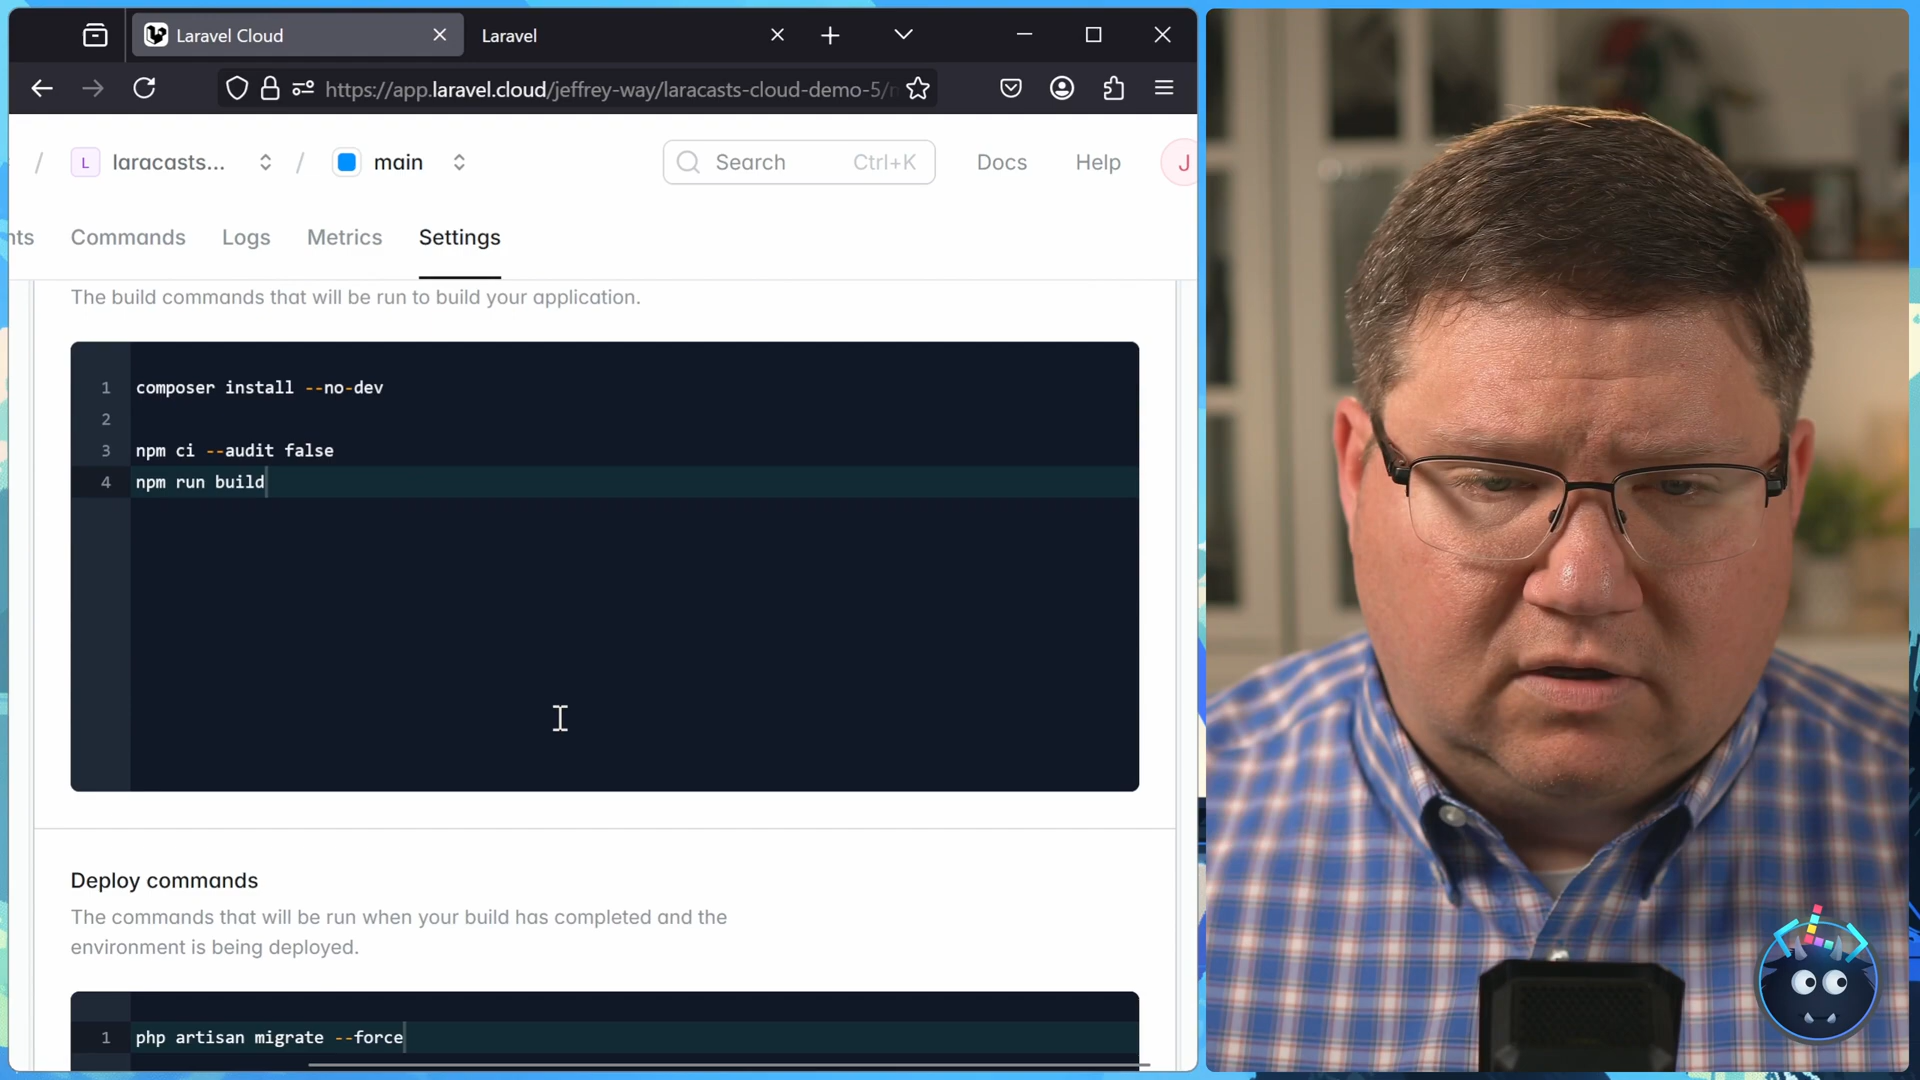 Laravel Cloud
Laravel
https://app.laravel.cloud/jeffrey-way/laracasts-cloud-demo-5/
/ L laracasts... / main
Search Ctrl+K
Docs
Help
J
nts
Commands
Logs
Metrics
Settings
The build commands that will be run to build your application.
1 composer install --no-dev
2
3 npm ci --audit false
4 npm run build
Deploy commands
The commands that will be run when your build has completed and the
environment is being deployed.
1 php artisan migrate --force